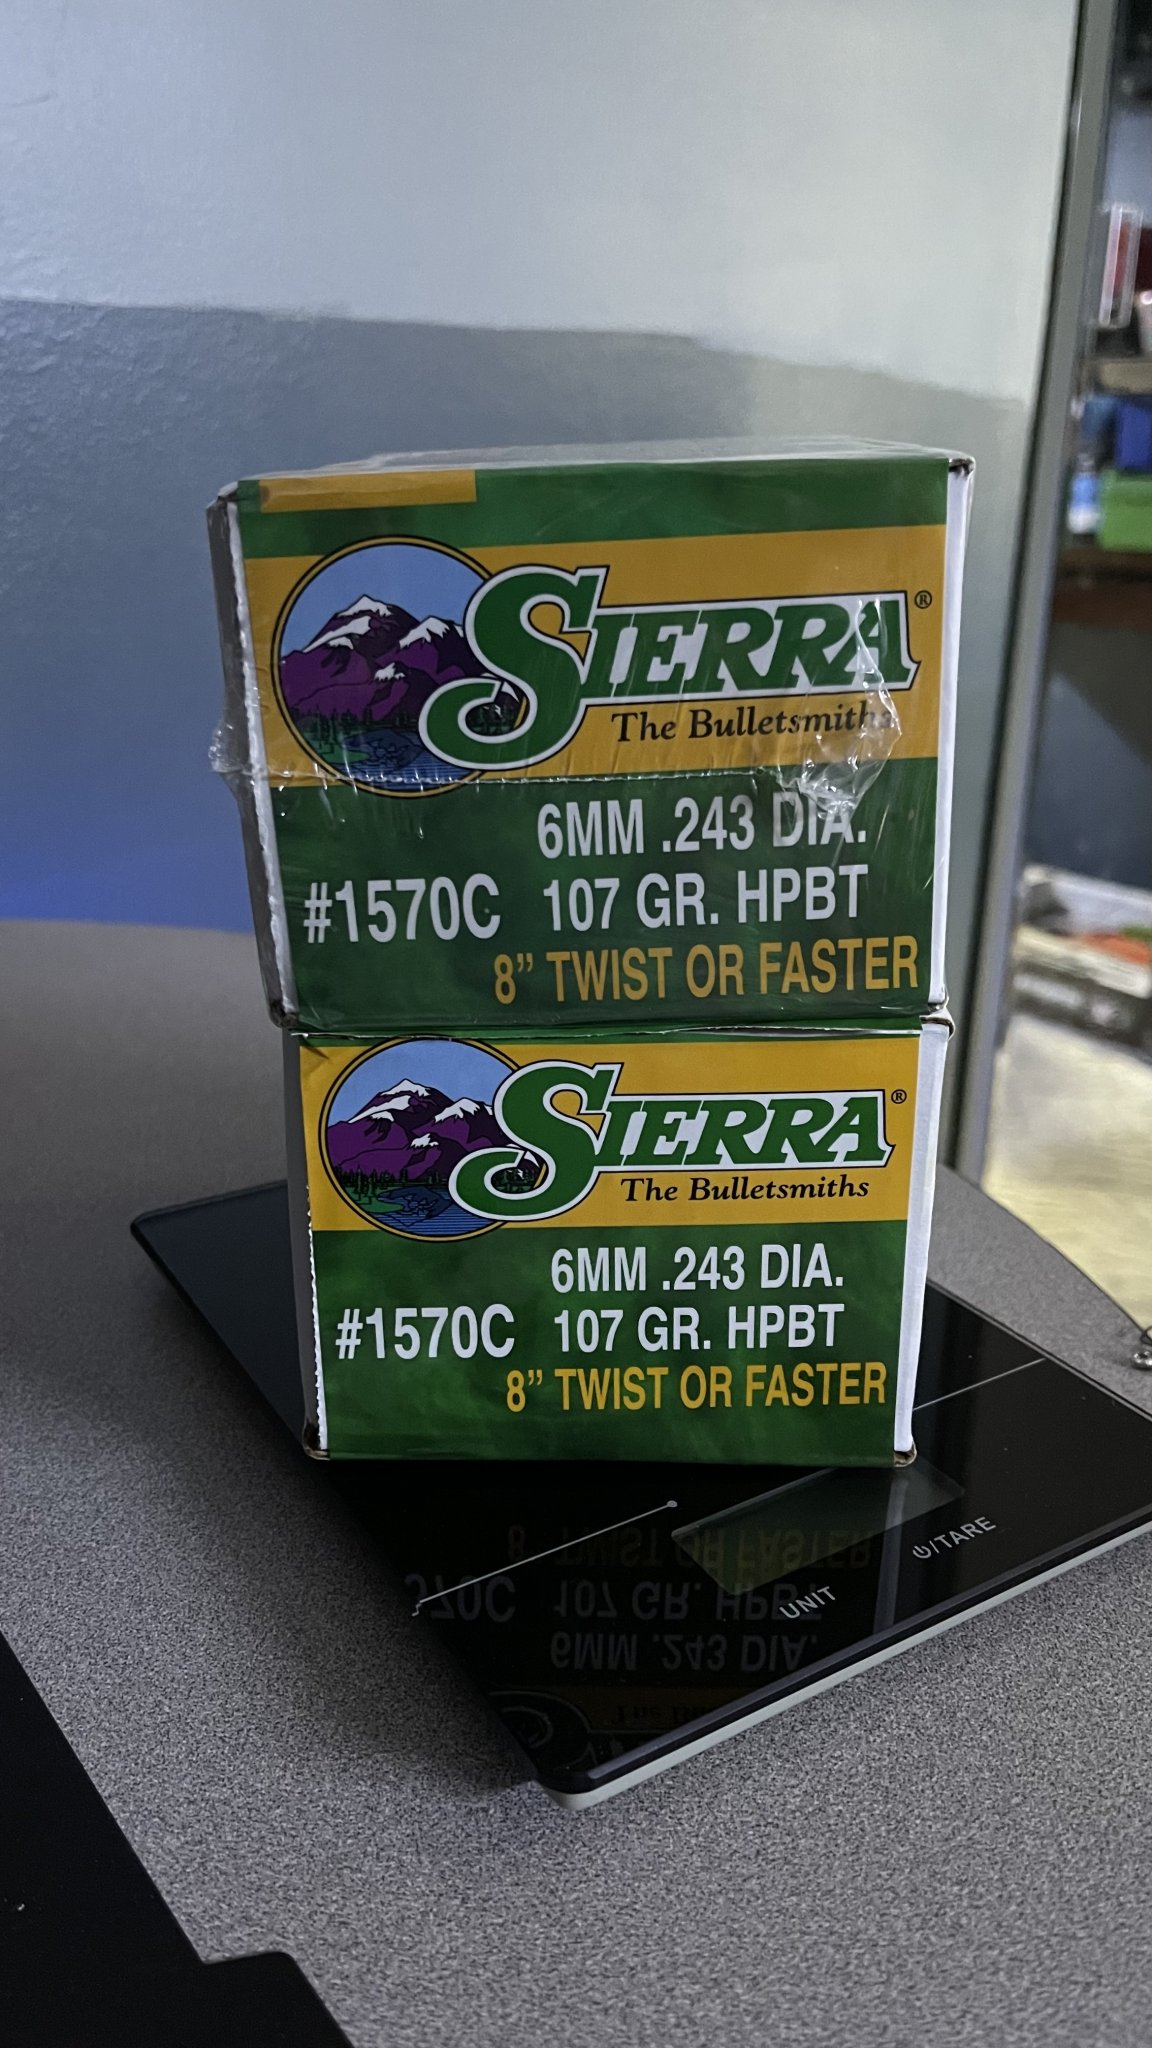 SIERRA®
The Bulletsmiths
6MM .243 DIA.
#1570C 107 GR. HPBT
8” TWIST OR FASTER
SIERRA®
The Bulletsmiths
6MM .243 DIA.
#1570C 107 GR. HPBT
8” TWIST OR FASTER
UNIT
/TARE